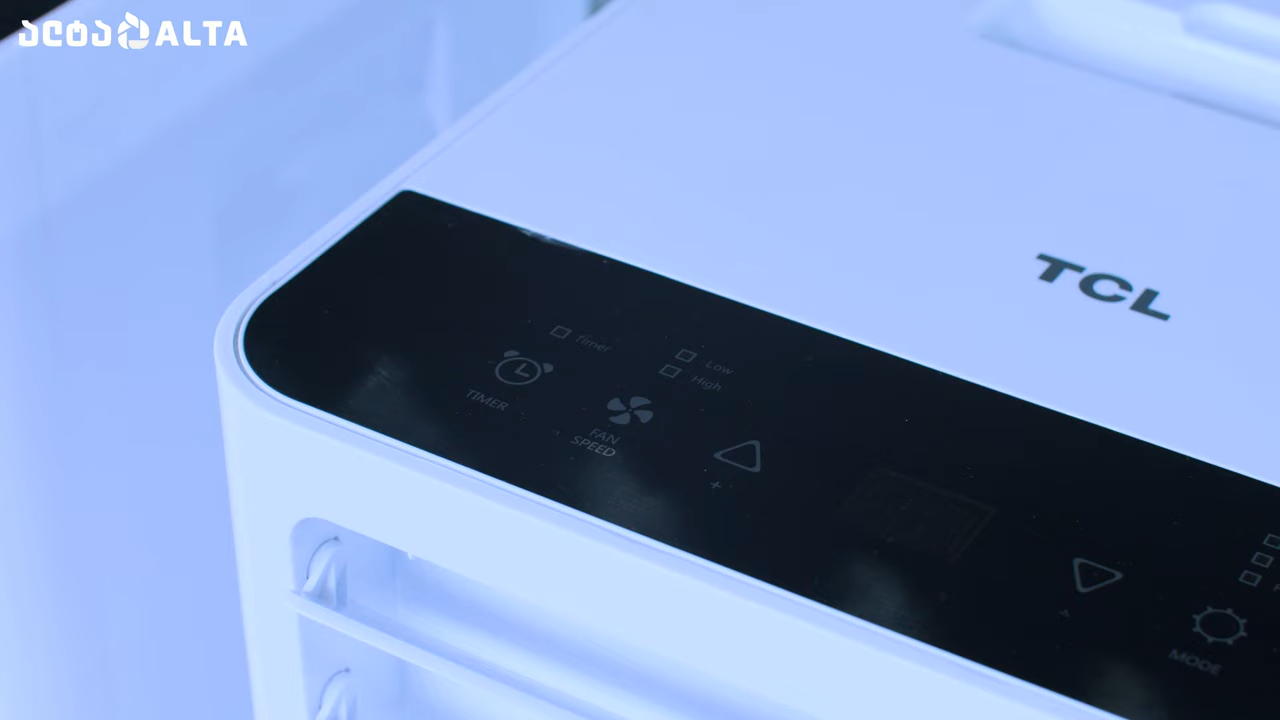 ალტა ALTA
TCL
Timer
Low
High
TIMER
FAN
SPEED
+
MODE